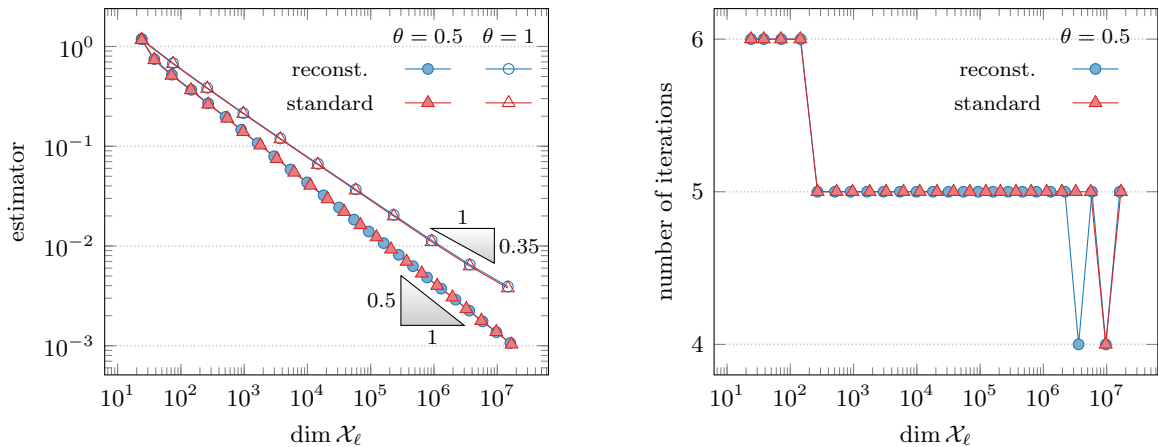 θ = 0.5 θ = 1
reconst.
standard
10^0
10^−1
10^−2
10^−3
estimator
1
0.35
0.5
1
10^1 10^2 10^3 10^4 10^5 10^6 10^7
dim 𝒳_ℓ
θ = 0.5
reconst.
standard
6
5
4
number of iterations
10^1 10^2 10^3 10^4 10^5 10^6 10^7
dim 𝒳_ℓ